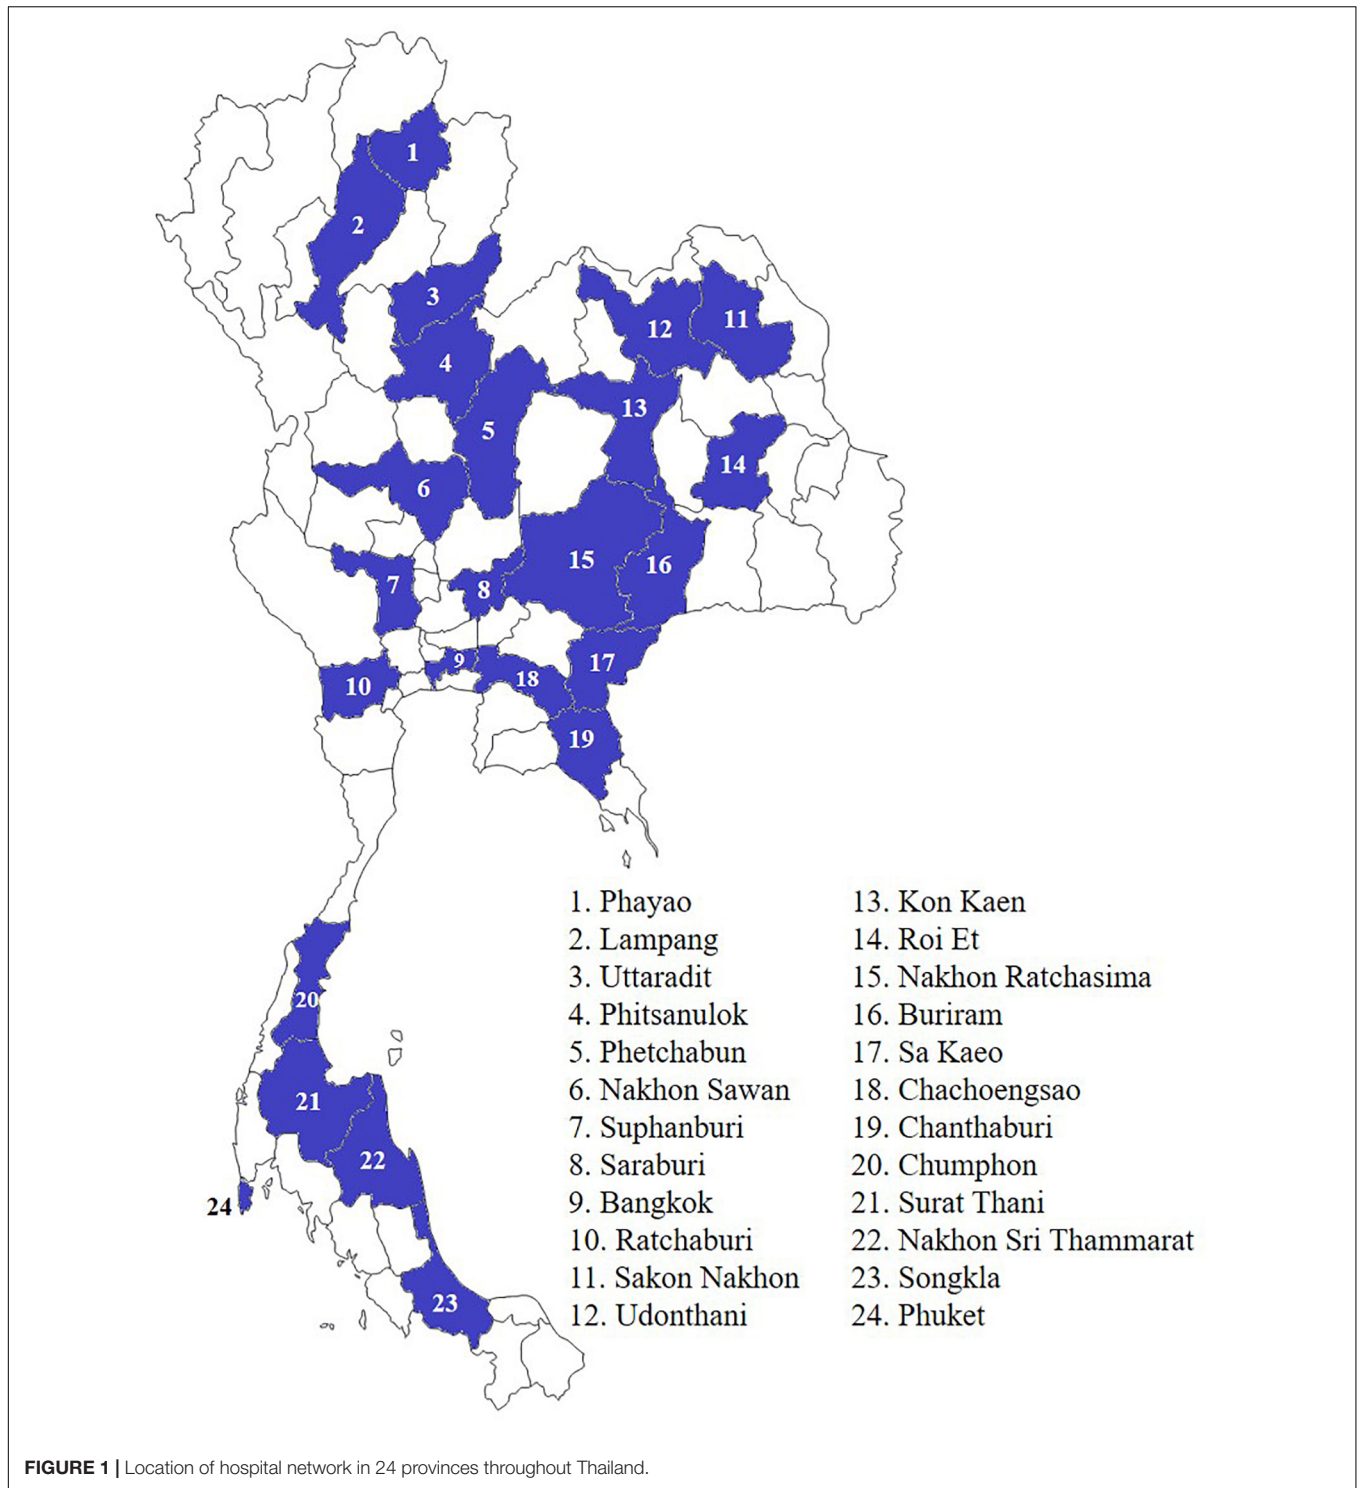 1
2
3
4
5
6
7
8
9
10
11
12
13
14
15
16
17
18
19
20
21
22
23
24
1. Phayao
2. Lampang
3. Uttaradit
4. Phitsanulok
5. Phetchabun
6. Nakhon Sawan
7. Suphanburi
8. Saraburi
9. Bangkok
10. Ratchaburi
11. Sakon Nakhon
12. Udonthani
13. Kon Kaen
14. Roi Et
15. Nakhon Ratchasima
16. Buriram
17. Sa Kaeo
18. Chachoengsao
19. Chanthaburi
20. Chumphon
21. Surat Thani
22. Nakhon Sri Thammarat
23. Songkla
24. Phuket
FIGURE 1 | Location of hospital network in 24 provinces throughout Thailand.